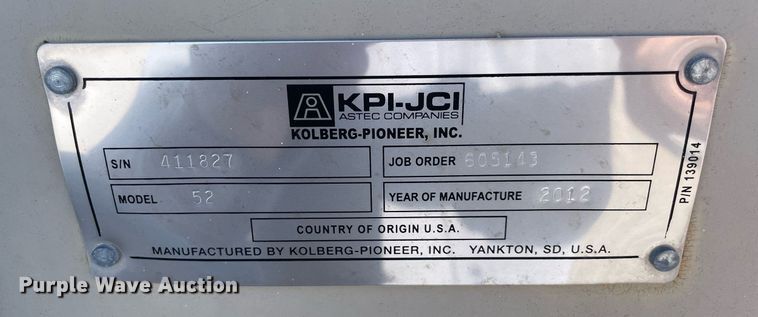 KPI-JCI
ASTEC COMPANIES
KOLBERG-PIONEER, INC.
S/N 411827
JOB ORDER 605143
MODEL 52
YEAR OF MANUFACTURE 2012
COUNTRY OF ORIGIN U.S.A.
MANUFACTURED BY KOLBERG-PIONEER, INC. YANKTON, SD, U.S.A.
P/N 139014
Purple Wave Auction